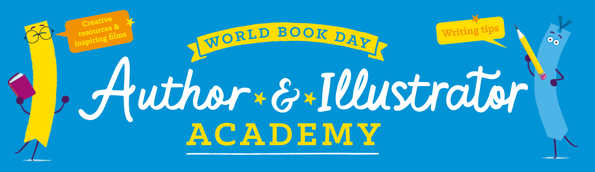 Creative
resources &
inspiring films
WORLD BOOK DAY
Writing tips
Author & Illustrator
ACADEMY